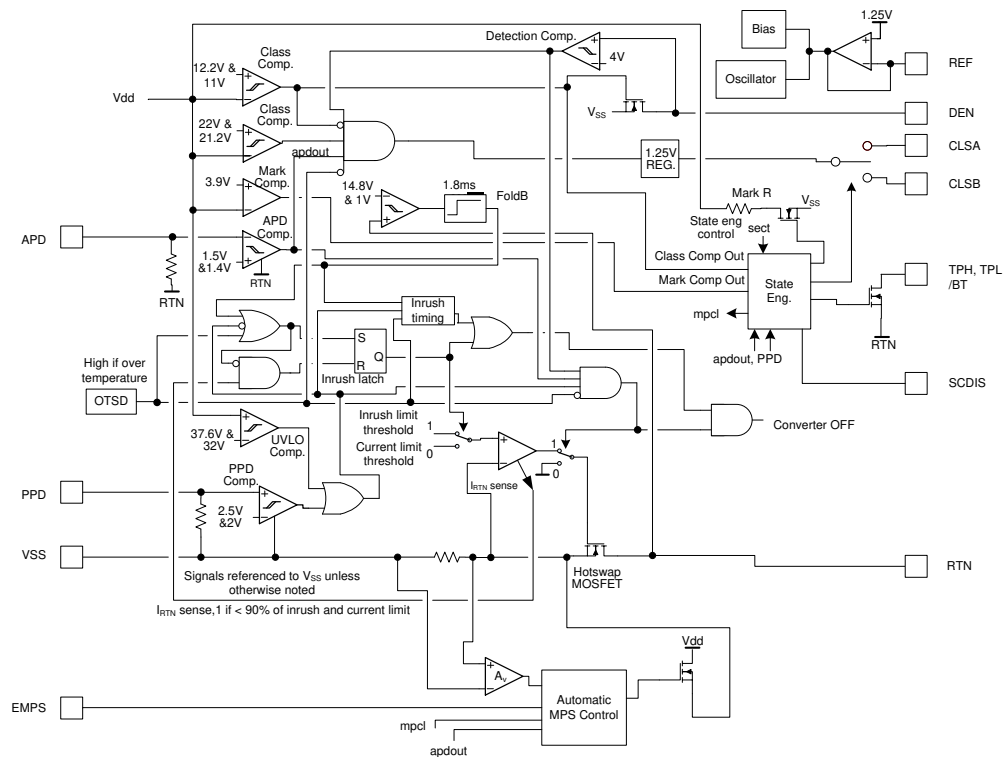 Detection Comp.
4V
Bias
1.25V
Oscillator
REF
Class
Comp.
12.2V &
11V
Vdd
VSS
DEN
Class
Comp.
22V &
21.2V
apdout
1.25V
REG.
CLSA
CLSB
Mark
Comp.
3.9V
14.8V
& 1V
1.8ms
FoldB
Mark R
VSS
State eng
control
sect
APD
APD
Comp.
1.5V
&1.4V
RTN
RTN
Class Comp Out
Mark Comp Out
State
Eng.
mpcl
apdout, PPD
TPH, TPL
/BT
RTN
Inrush
timing
S
R
Q
Inrush latch
High if over
temperature
OTSD
SCDIS
Inrush limit
threshold
Current limit
threshold
1
0
1
0
Converter OFF
37.6V &
32V
UVLO
Comp.
IRTN sense
PPD
PPD
Comp.
2.5V
&2V
VSS
Hotswap
MOSFET
RTN
Signals referenced to VSS unless
otherwise noted
IRTN sense,1 if < 90% of inrush and current limit
Vdd
Av
Automatic
MPS Control
EMPS
mpcl
apdout